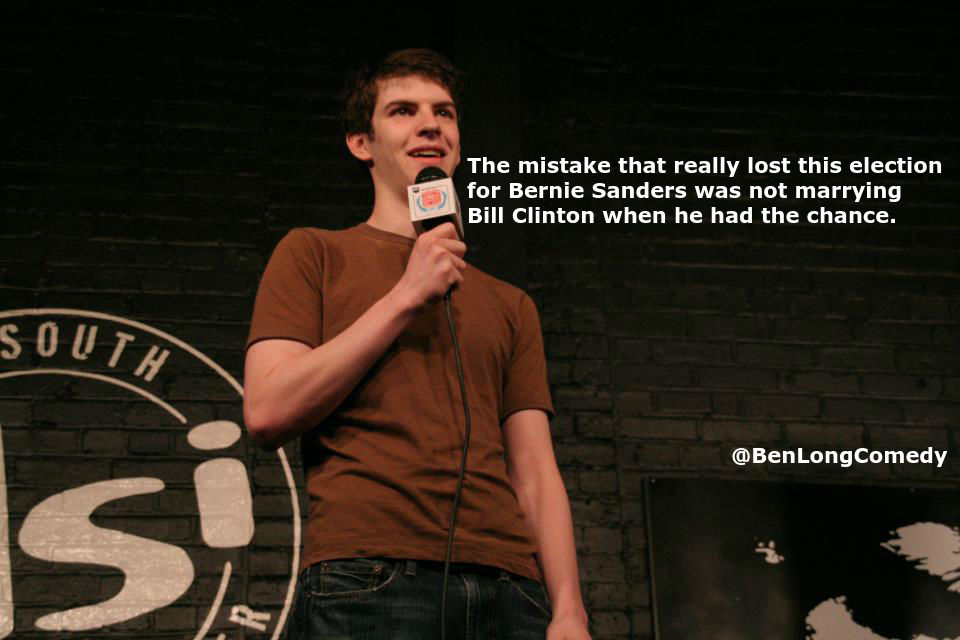 The mistake that really lost this election
for Bernie Sanders was not marrying
Bill Clinton when he had the chance.
SOUTH
si
@BenLongComedy